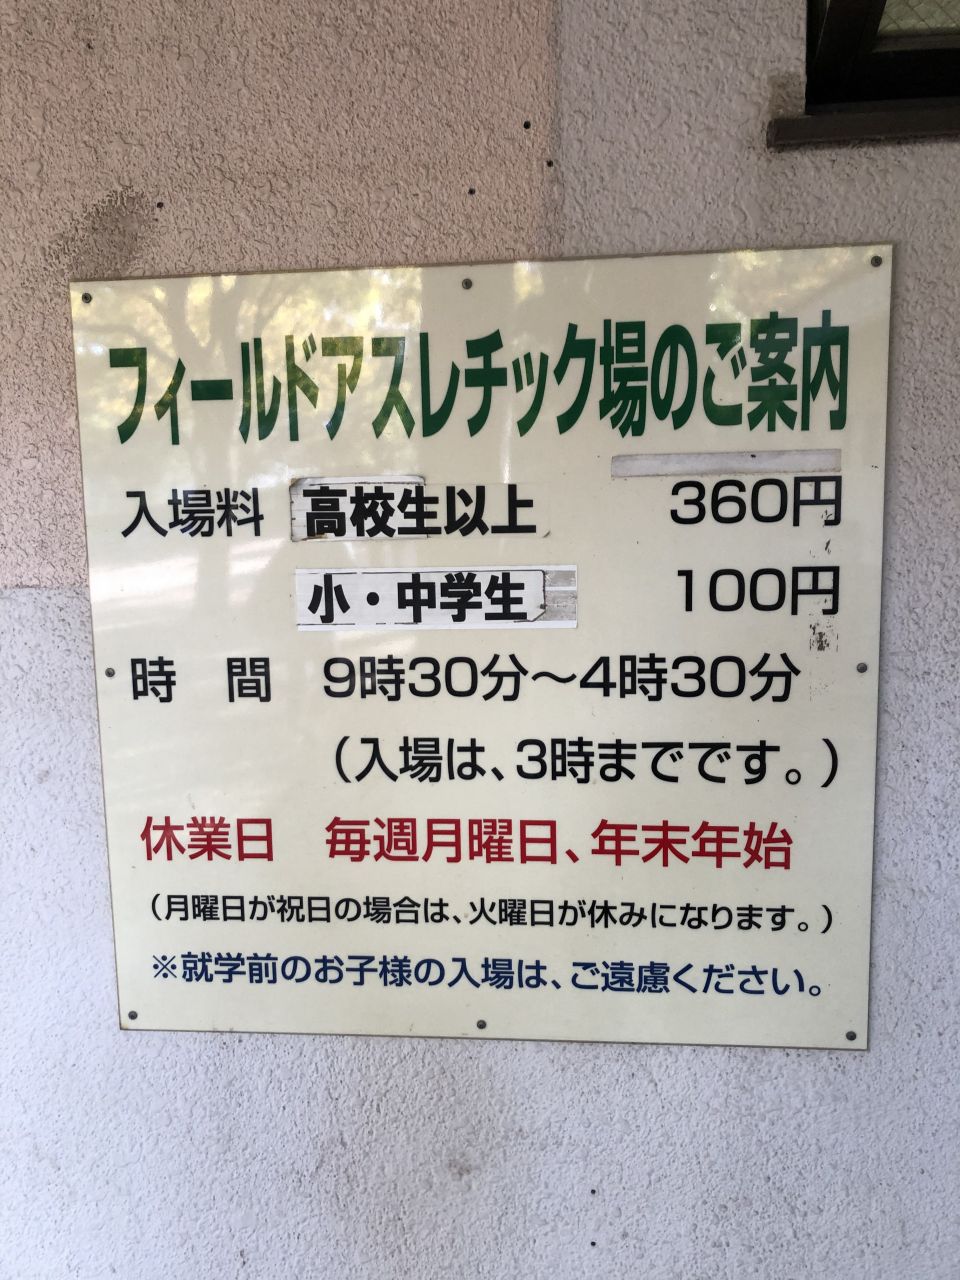 フィールドアスレチック場のご案内
入場料 高校生以上 360円
小・中学生 100円
時 間 9時30分〜4時30分
（入場は、3時までです。）
休業日 毎週月曜日、年末年始
（月曜日が祝日の場合は、火曜日が休みになります。）
※就学前のお子様の入場は、ご遠慮ください。